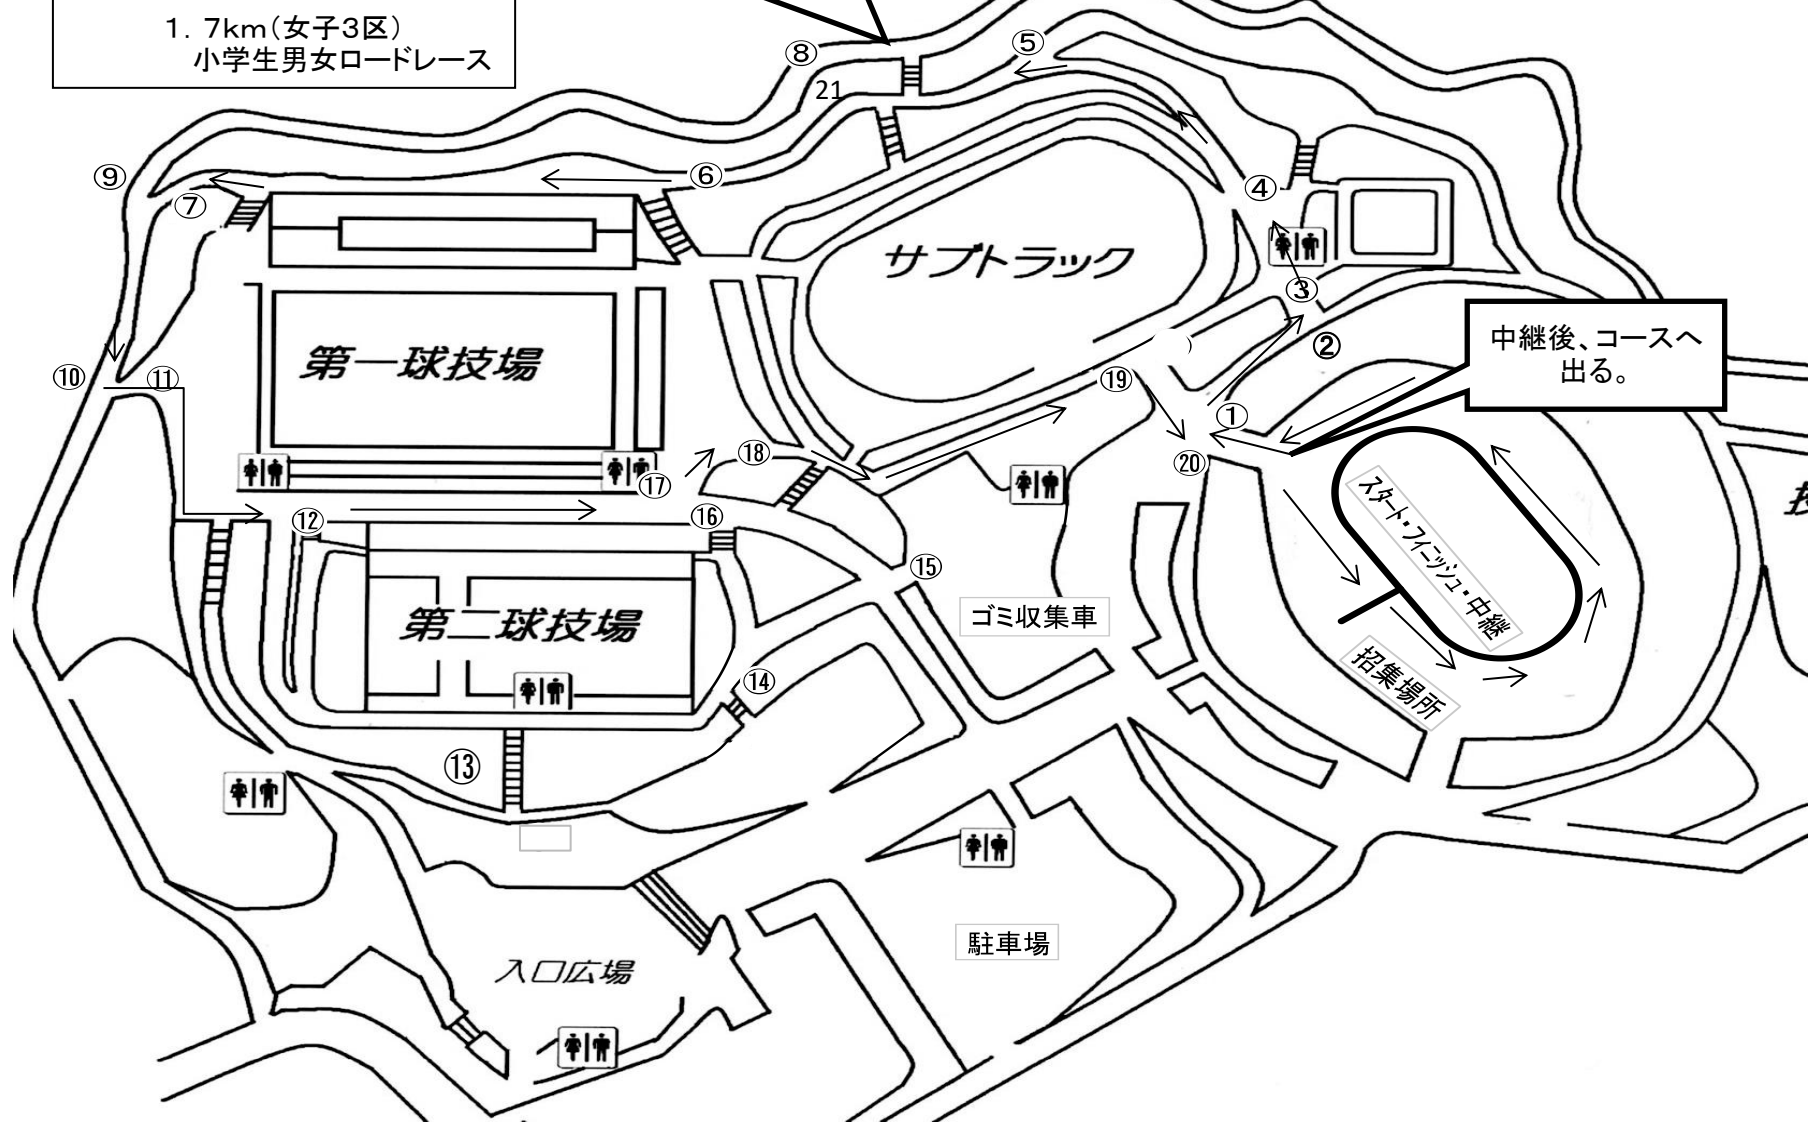 1．7km（女子3区）
小学生男女ロードレース
⑧
⑤
21
⑨
⑥
④
⑦
サブトラック
③
中継後、コースへ
出る。
②
第一球技場
⑩
⑪
⑲
①
⑱
⑳
⑰
スタート・フィニッシュ・中継
⑯
⑫
⑮
ゴミ収集車
第二球技場
招集場所
⑭
⑬
駐車場
入口広場